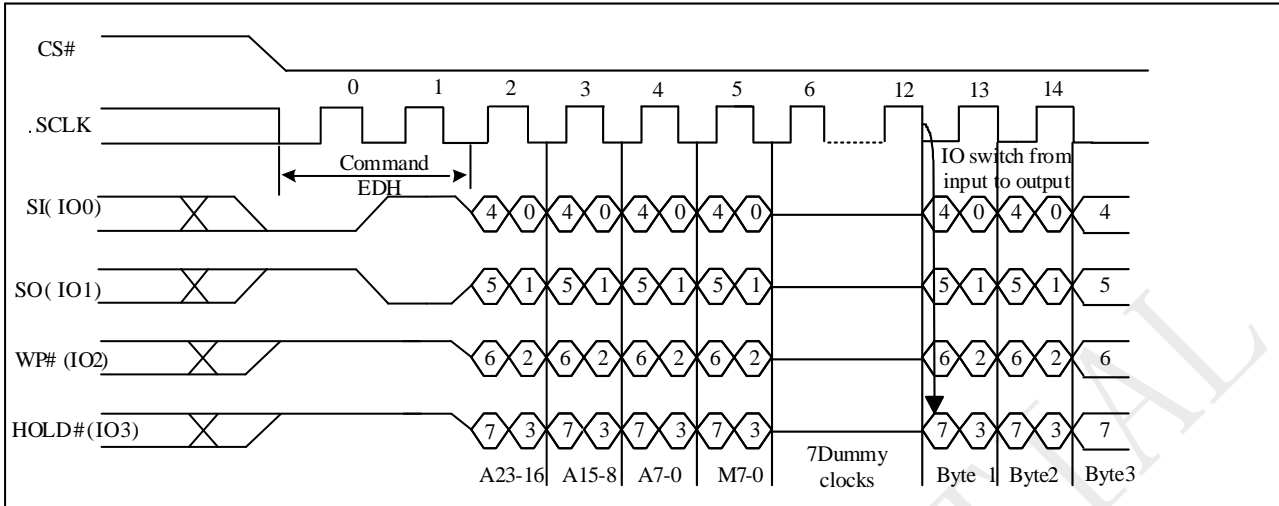 CS#
0 1 2 3 4 5 6 12 13 14
.SCLK
Command
EDH
IO switch from
input to output
SI( IO0) 4 0 4 0 4 0 4 0 4 0 4 0 4
SO( IO1) 5 1 5 1 5 1 5 1 5 1 5 1 5
WP# (IO2) 6 2 6 2 6 2 6 2 6 2 6 2 6
HOLD#(IO3) 7 3 7 3 7 3 7 3 7 3 7 3 7
A23-16 A15-8 A7-0 M7-0 7Dummy clocks Byte 1 Byte2 Byte3